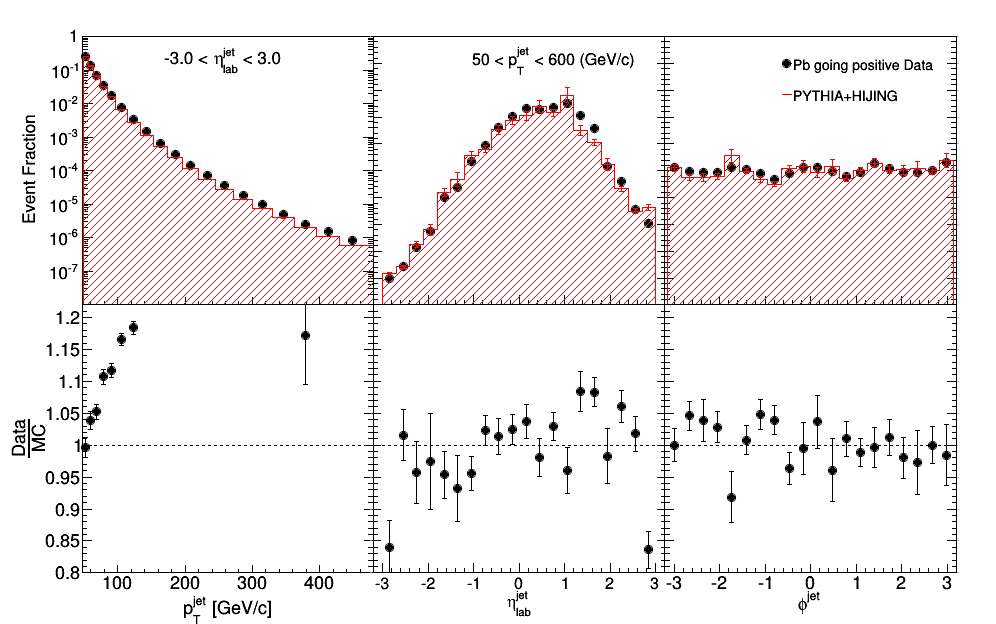 -3.0 < η_lab^jet < 3.0
50 < p_T^jet < 600 (GeV/c)
Pb going positive Data
PYTHIA+HIJING
Event Fraction
1
10^-1
10^-2
10^-3
10^-4
10^-5
10^-6
10^-7
Data
MC
1.2
1.15
1.1
1.05
1
0.95
0.9
0.85
0.8
100 200 300 400
-3 -2 -1 0 1 2 3
-3 -2 -1 0 1 2 3
p_T^jet [GeV/c]
η_lab^jet
ϕ^jet